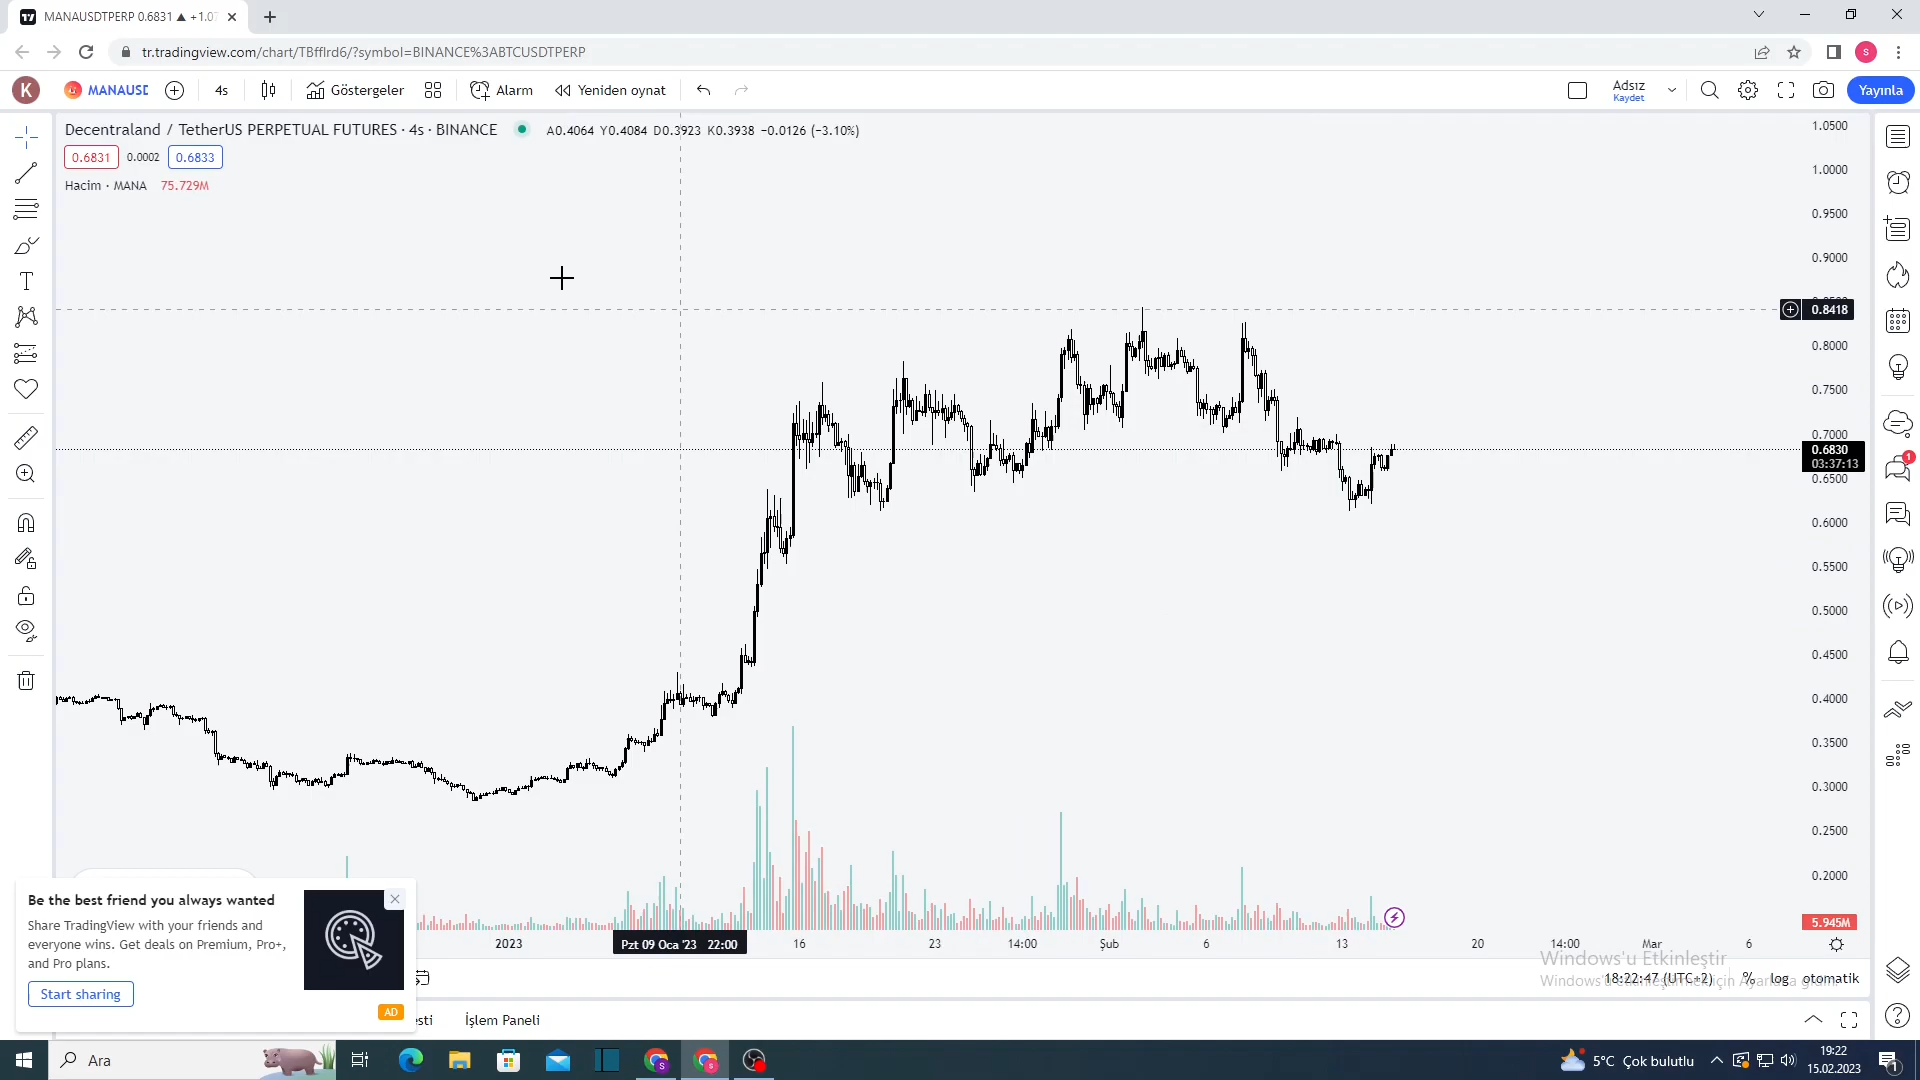 MANAUSDTPERP 0.6831 ▲ +1.07
tr.tradingview.com/chart/TBfflrd6/?symbol=BINANCE%3ABTCUSDTPERP
S
K
MANAUSD
4s
Göstergeler
Alarm
Yeniden oynat
Adsız
Kaydet
Yayınla
Decentraland / TetherUS PERPETUAL FUTURES · 4s · BINANCE
A0.4064 Y0.4084 D0.3923 K0.3938 −0.0126 (−3.10%)
0.6831
0.0002
0.6833
Hacim · MANA 75.729M
1.0500
1.0000
0.9500
0.9000
0.8418
0.8000
0.7500
0.7000
0.6830
03:37:13
0.6500
0.6000
0.5500
0.5000
0.4500
0.4000
0.3500
0.3000
0.2500
0.2000
5.945M
1
2023
Pzt 09 Oca '23 22:00
16
23
14:00
Şub
6
13
20
14:00
Mar
6
Be the best friend you always wanted
Share TradingView with your friends and
everyone wins. Get deals on Premium, Pro+,
and Pro plans.
Start sharing
AD
Windows'u Etkinleştir
18:22:47 (UTC+2)
% log otomatik
esti
İşlem Paneli
Ara
5°C Çok bulutlu
19:22
15.02.2023
1